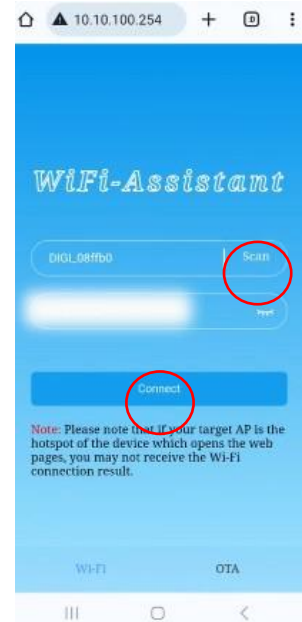 10.10.100.254
WiFi-Assistant
DIGI_08ffb0 Scan
Connect
Note: Please note that if your target AP is the
hotspot of the device which opens the web
pages, you may not receive the Wi-Fi
connection result.
Wi-Fi OTA